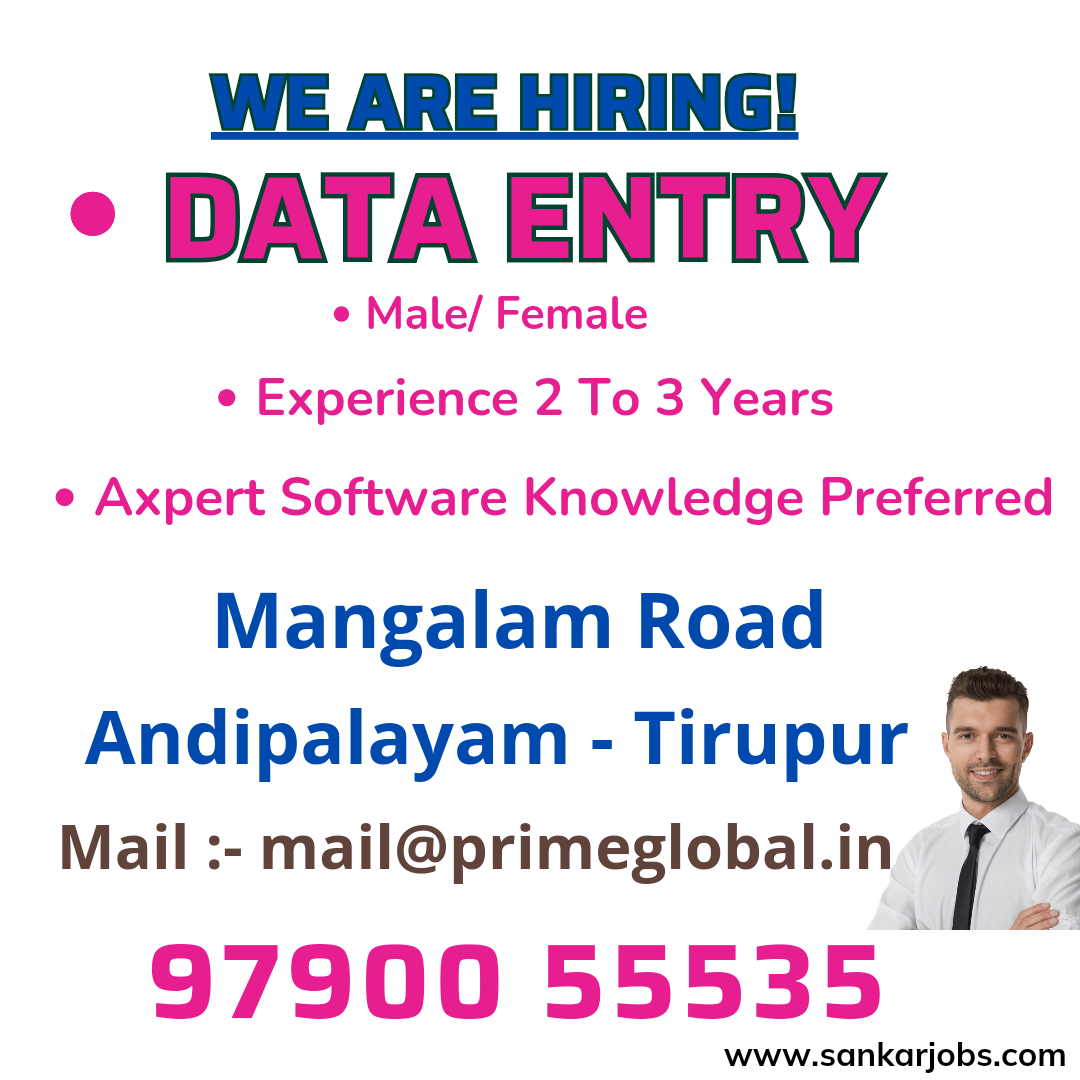 WE ARE HIRING!
• DATA ENTRY
• Male/ Female
• Experience 2 To 3 Years
• Axpert Software Knowledge Preferred
Mangalam Road
Andipalayam - Tirupur
Mail :- mail@primeglobal.in
97900 55535
www.sankarjobs.com